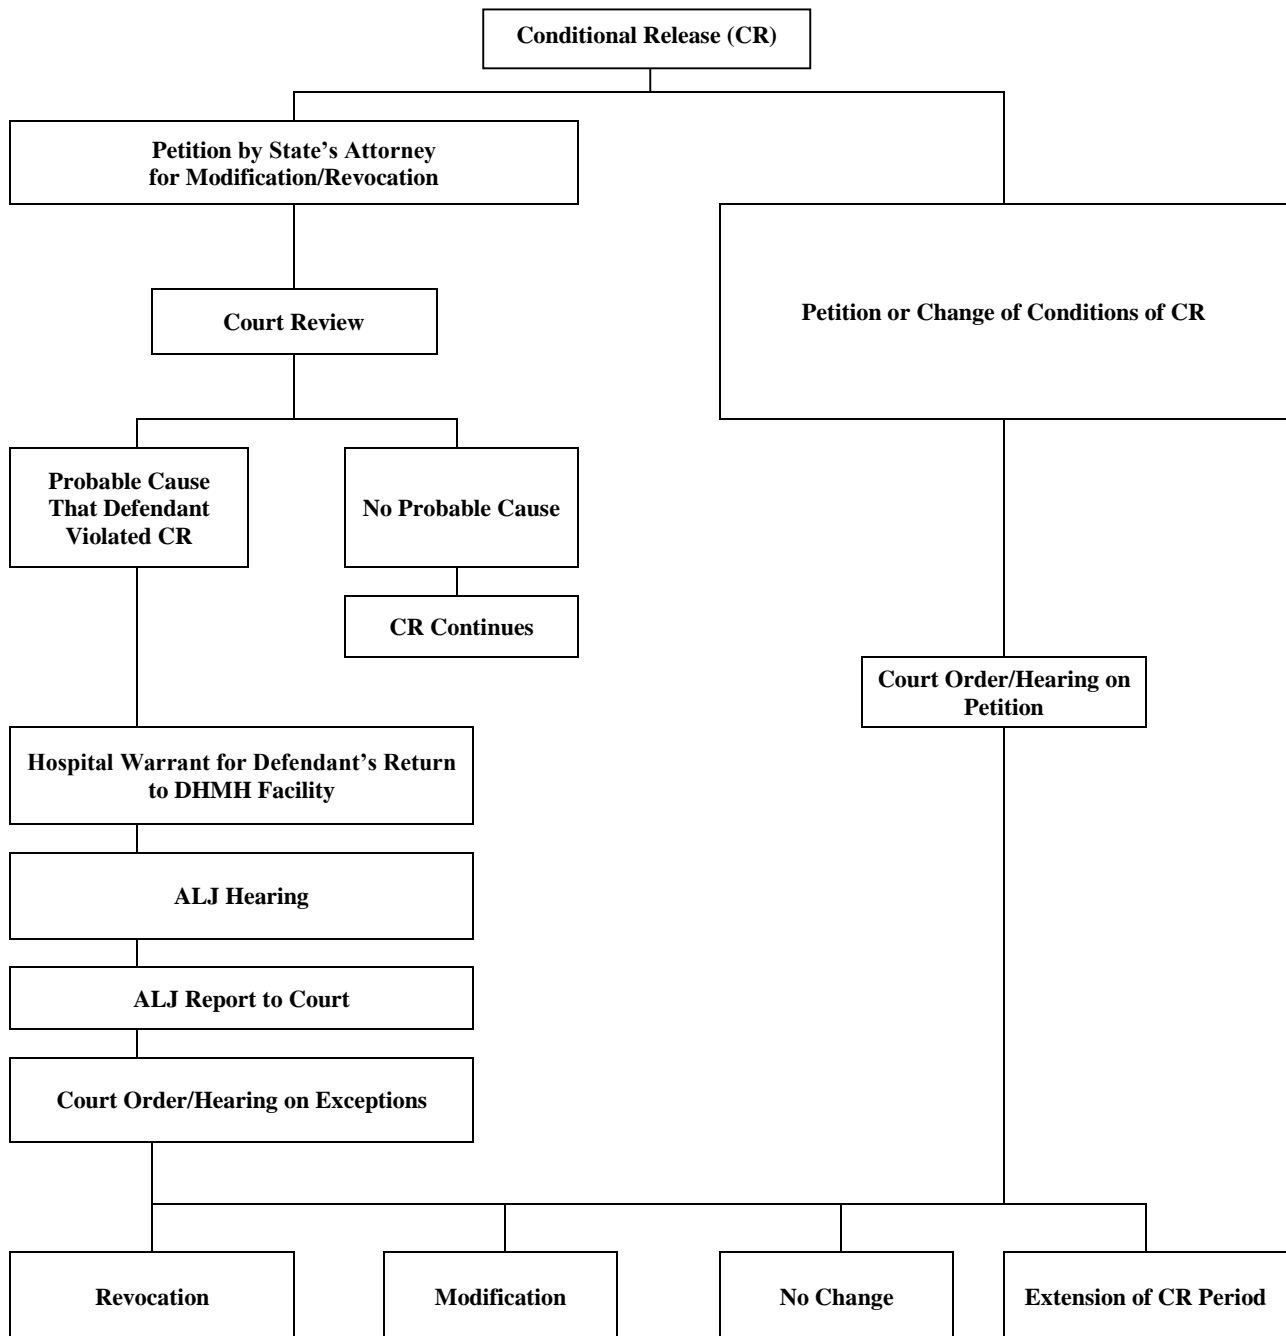 Conditional Release (CR)
Petition by State’s Attorney
for Modification/Revocation
Petition or Change of Conditions of CR
Court Review
Probable Cause
That Defendant
Violated CR
No Probable Cause
CR Continues
Court Order/Hearing on
Petition
Hospital Warrant for Defendant’s Return
to DHMH Facility
ALJ Hearing
ALJ Report to Court
Court Order/Hearing on Exceptions
Revocation
Modification
No Change
Extension of CR Period